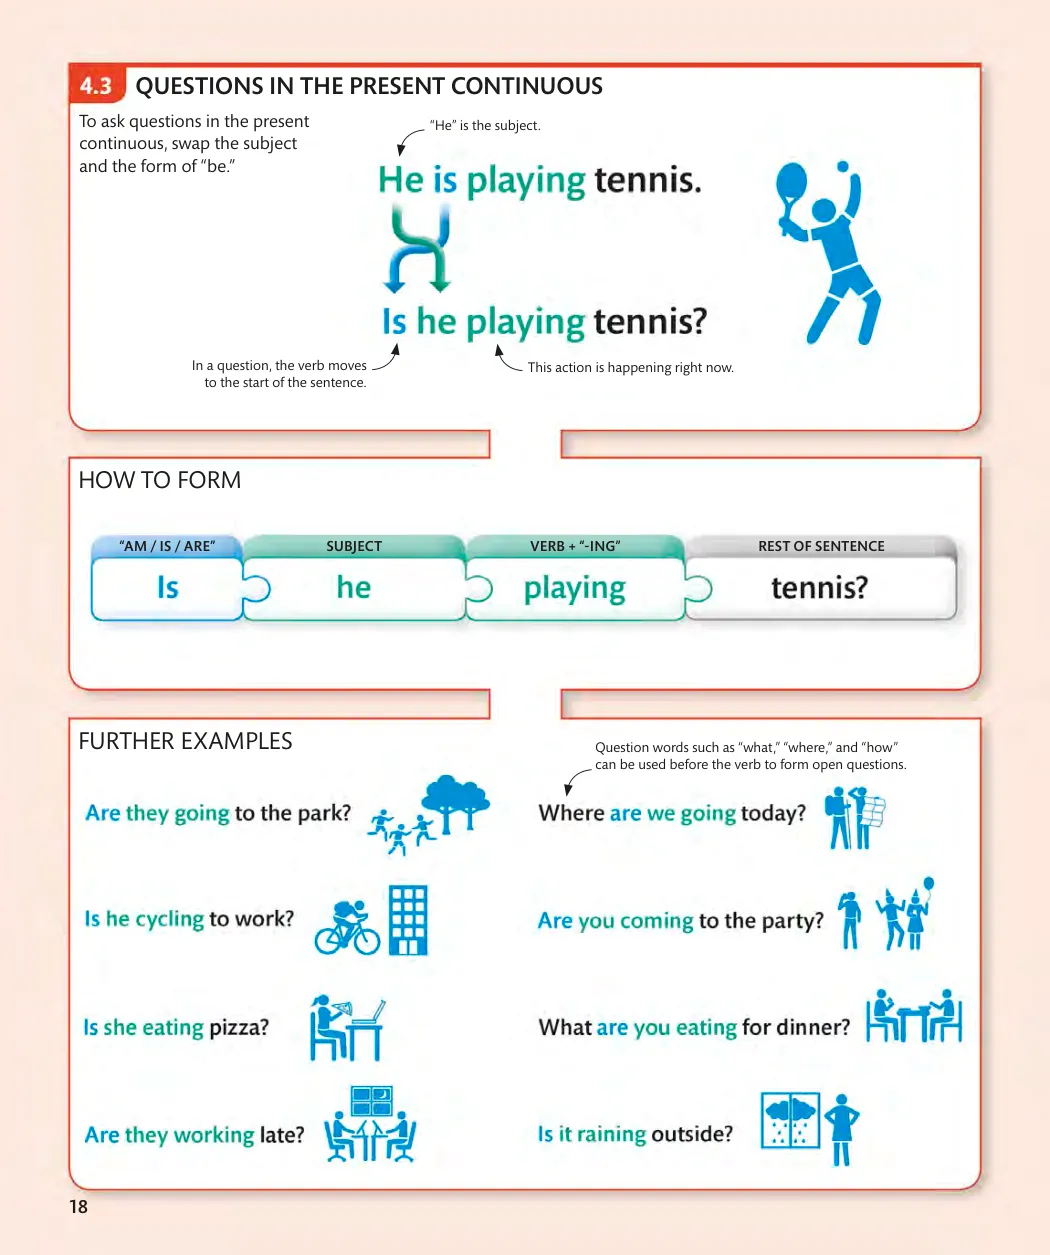 4.3 QUESTIONS IN THE PRESENT CONTINUOUS
To ask questions in the present
continuous, swap the subject
and the form of “be.”
“He” is the subject.
He is playing tennis.
Is he playing tennis?
In a question, the verb moves
to the start of the sentence.
This action is happening right now.
HOW TO FORM
“AM / IS / ARE” SUBJECT VERB + “-ING” REST OF SENTENCE
Is he playing tennis?
FURTHER EXAMPLES
Question words such as “what,” “where,” and “how”
can be used before the verb to form open questions.
Are they going to the park?
Where are we going today?
Is he cycling to work?
Are you coming to the party?
Is she eating pizza?
What are you eating for dinner?
Are they working late?
Is it raining outside?
18